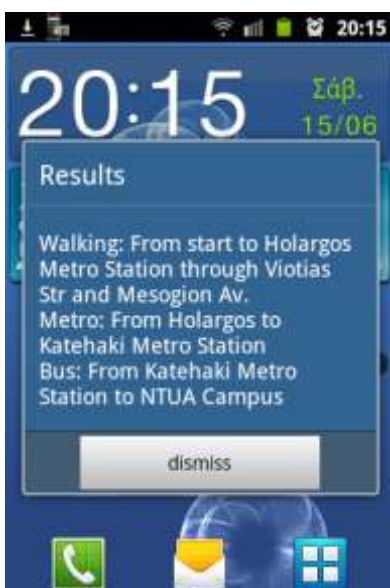 20:15
20:15
Σάβ.
15/06
Results
Walking: From start to Holargos
Metro Station through Viotias
Str and Mesogion Av.
Metro: From Holargos to
Katehaki Metro Station
Bus: From Katehaki Metro
Station to NTUA Campus
dismiss